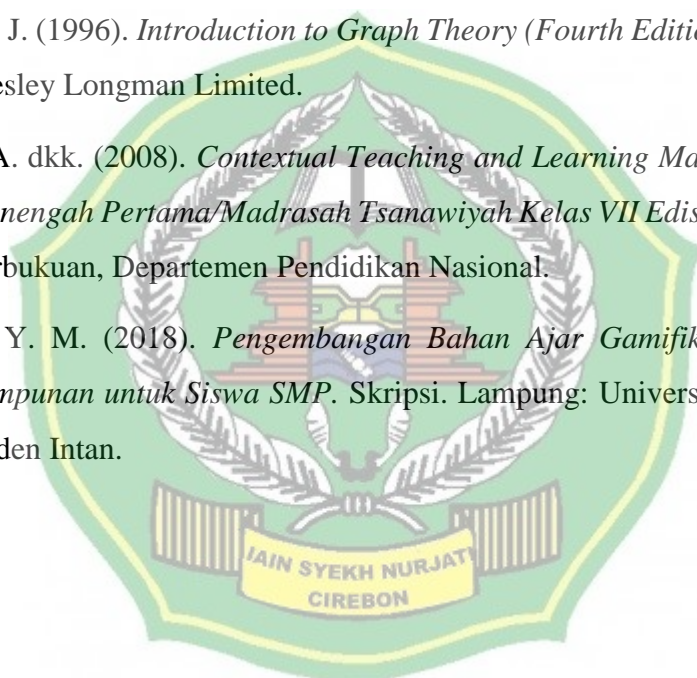 J. (1996). Introduction to Graph Theory (Fourth Editio
esley Longman Limited.
A. dkk. (2008). Contextual Teaching and Learning Ma
nengah Pertama/Madrasah Tsanawiyah Kelas VII Edis
rbukuan, Departemen Pendidikan Nasional.
Y. M. (2018). Pengembangan Bahan Ajar Gamifik
mpunan untuk Siswa SMP. Skripsi. Lampung: Univers
den Intan.
IAIN SYEKH NURJATI
CIREBON